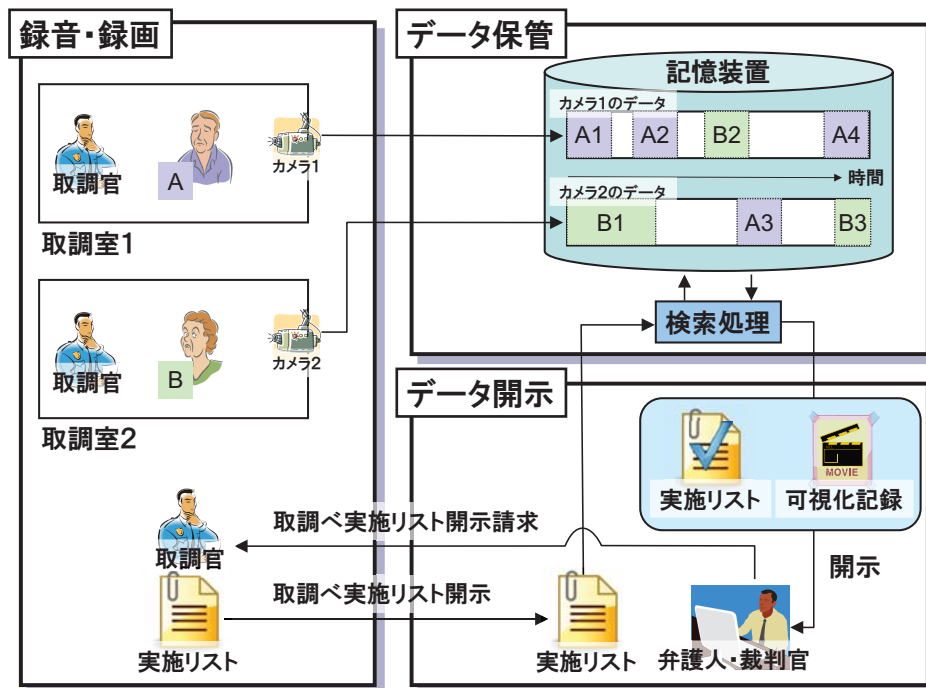 録音・録画
取調官
A
カメラ1
取調室1
取調官
B
カメラ2
取調室2
データ保管
記憶装置
カメラ1のデータ
A1
A2
B2
A4
時間
カメラ2のデータ
B1
A3
B3
検索処理
データ開示
MOVIE
実施リスト
可視化記録
取調べ実施リスト開示請求
取調官
開示
取調べ実施リスト開示
実施リスト
実施リスト
弁護人・裁判官